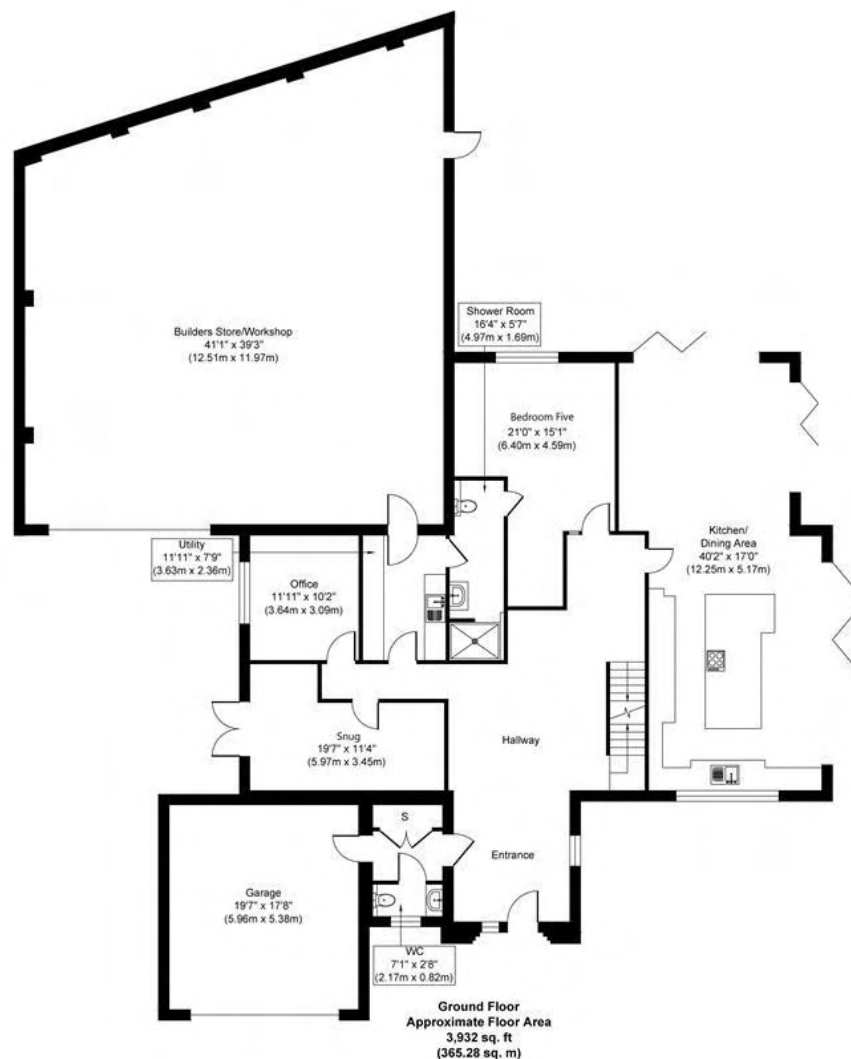 Builders Store/Workshop
41'1" x 39'3"
(12.51m x 11.97m)
Shower Room
16'4" x 5'7"
(4.97m x 1.69m)
Bedroom Five
21'0" x 15'1"
(6.40m x 4.59m)
Utility
11'11" x 7'9"
(3.63m x 2.36m)
Office
11'11" x 10'2"
(3.64m x 3.09m)
Kitchen/
Dining Area
40'2" x 17'0"
(12.25m x 5.17m)
Snug
19'7" x 11'4"
(5.97m x 3.45m)
Hallway
S
Entrance
Garage
19'7" x 17'8"
(5.96m x 5.38m)
WC
7'1" x 2'8"
(2.17m x 0.82m)
Ground Floor
Approximate Floor Area
3,932 sq. ft
(365.28 sq. m)